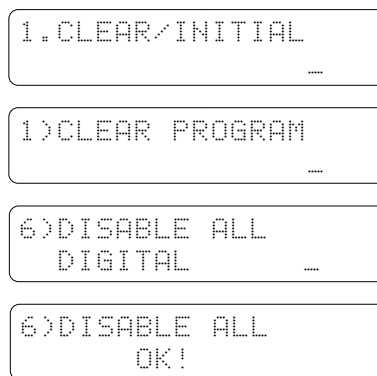 1.CLEAR/INITIAL
_
1)CLEAR PROGRAM
_
6)DISABLE ALL
DIGITAL _
6)DISABLE ALL
OK!